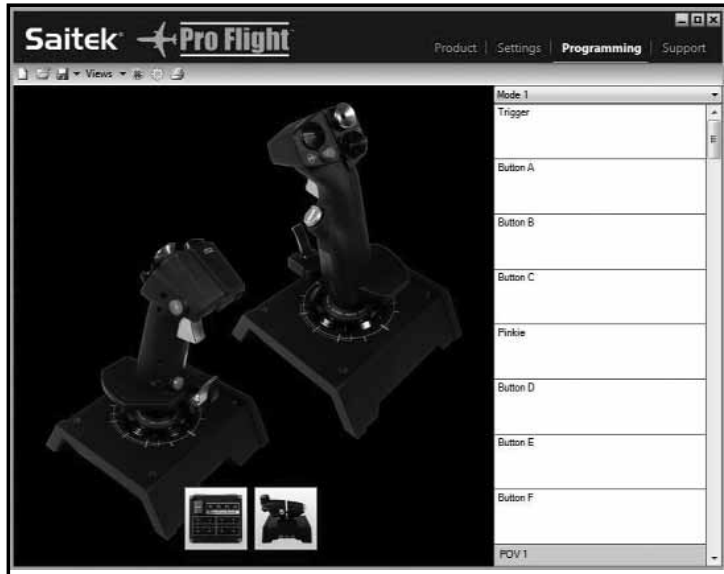 Saitek Pro Flight
Product | Settings | Programming | Support
Views
Mode 1
Trigger
Button A
Button B
Button C
Pinkie
Button D
Button E
Button F
POV 1